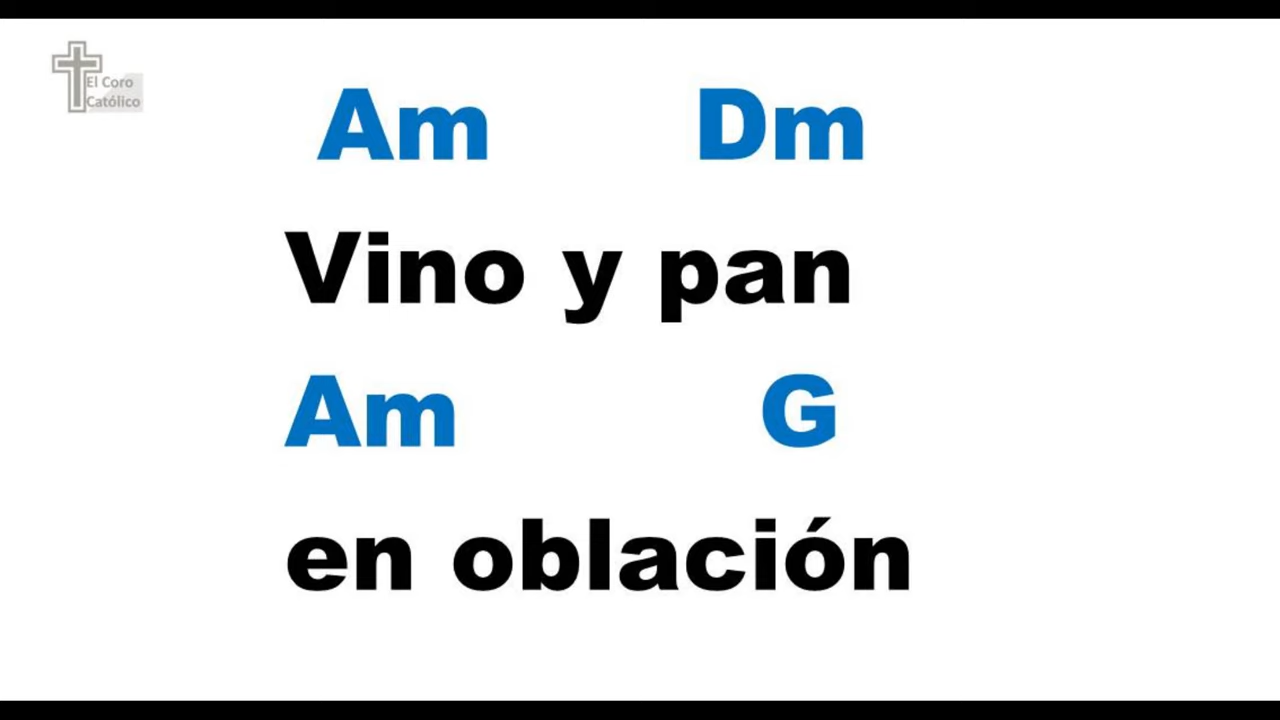 El Coro
Católico
Am Dm
Vino y pan
Am G
en oblación